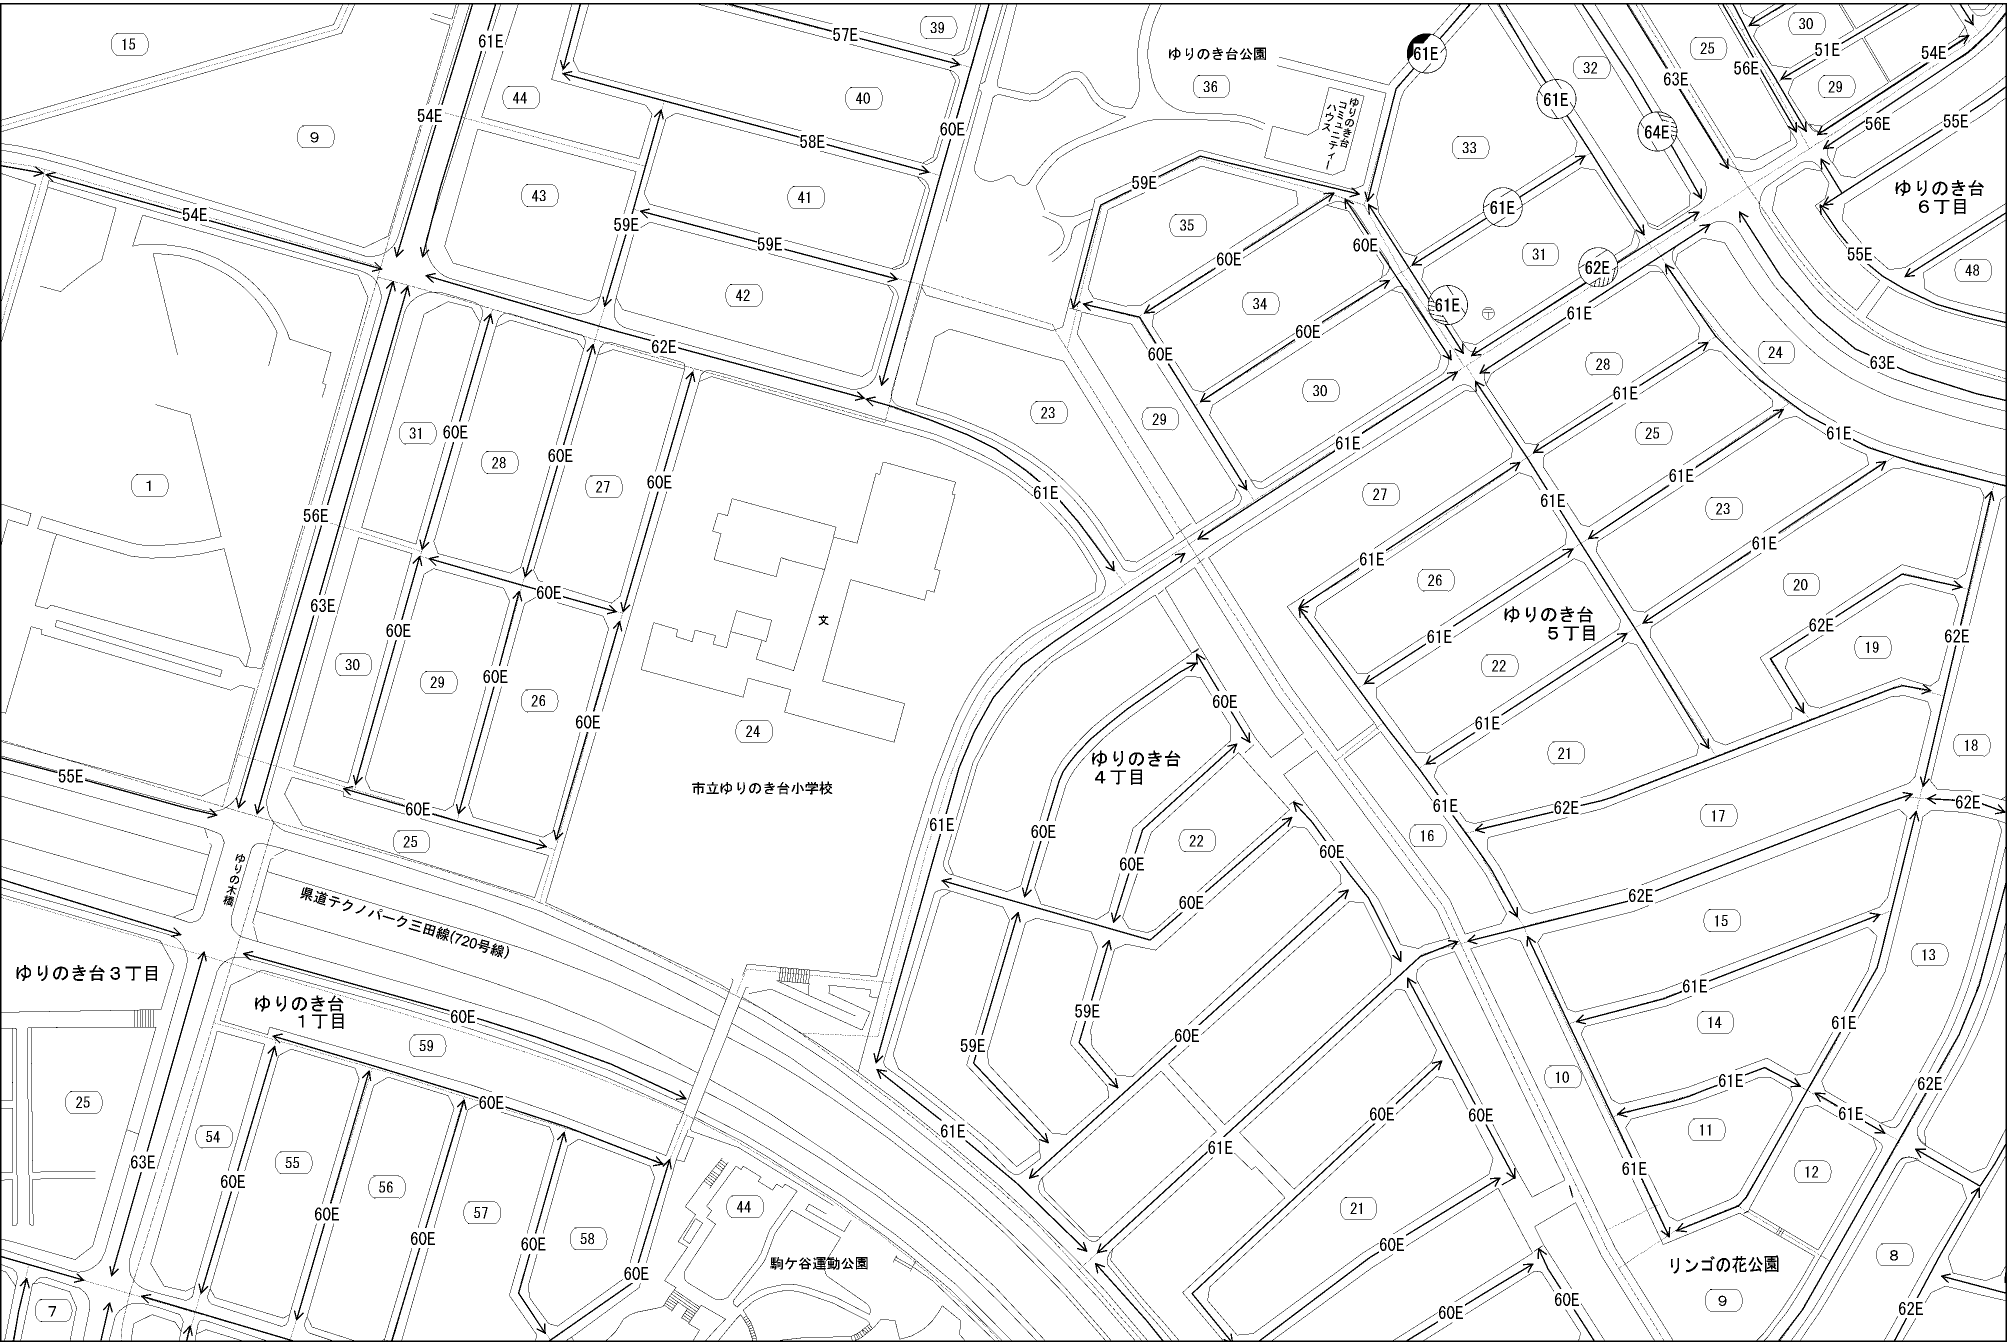 15
61E
57E
39
ゆりのき台公園
61E
32
25
30
51E
54E
63E
56E
29
44
40
36
ゆりのき台
コミュニティー
ハウス
61E
64E
54E
9
60E
58E
33
56E
55E
43
41
59E
ゆりのき台
6丁目
54E
59E
59E
35
61E
60E
31
55E
48
60E
62E
42
34
61E
〒
61E
60E
62E
60E
28
24
63E
61E
30
23
29
31
60E
28
60E
27
60E
61E
61E
25
61E
61E
27
61E
61E
1
56E
61E
23
61E
61E
60E
26
20
63E
60E
文
ゆりのき台
5丁目
62E
62E
61E
19
30
29
60E
26
60E
22
24
60E
61E
21
18
ゆりのき台
4丁目
55E
市立ゆりのき台小学校
60E
25
61E
60E
60E
22
60E
61E
62E
17
62E
16
ゆりの木橋
県道テクノパーク三田線(720号線)
60E
62E
15
13
ゆりのき台3丁目
ゆりのき台
1丁目
60E
59E
59E
60E
61E
14
61E
59
25
60E
60E
60E
10
61E
62E
61E
54
55
56
57
58
63E
60E
60E
60E
60E
60E
61E
61E
11
61E
12
44
21
60E
駒ケ谷運動公園
リンゴの花公園
8
7
9
60E
60E
62E